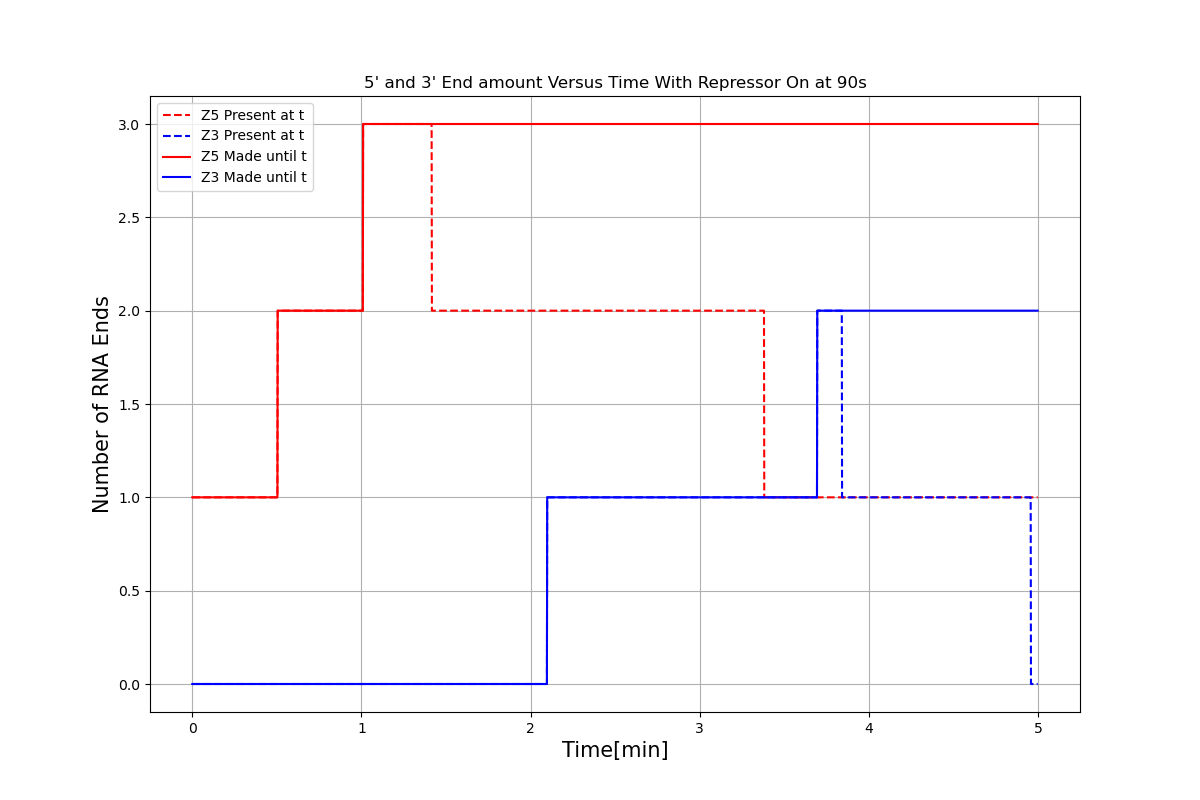 5' and 3' End amount Versus Time With Repressor On at 90s
Z5 Present at t
Z3 Present at t
Z5 Made until t
Z3 Made until t
3.0
2.5
2.0
1.5
1.0
0.5
0.0
Number of RNA Ends
0 1 2 3 4 5
Time[min]